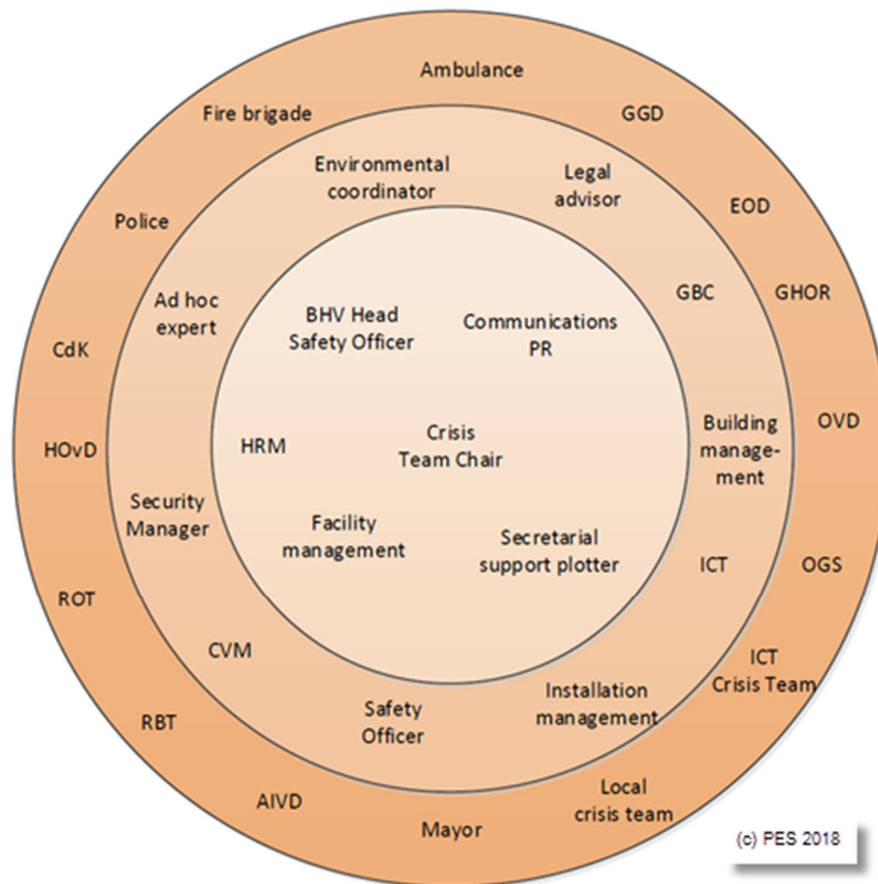 Ambulance
Fire brigade
GGD
Environmental
coordinator
Legal
advisor
Police
EOD
Ad hoc
expert
GBC
GHOR
BHV Head
Safety Officer
Communications
PR
CdK
HOvD
HRM
Crisis
Team Chair
Building
manage-
ment
OVD
Security
Manager
Facility
management
Secretarial
support plotter
ICT
OGS
ROT
CVM
ICT
Crisis Team
Installation
management
Safety
Officer
RBT
AIVD
Mayor
Local
crisis team
(c) PES 2018